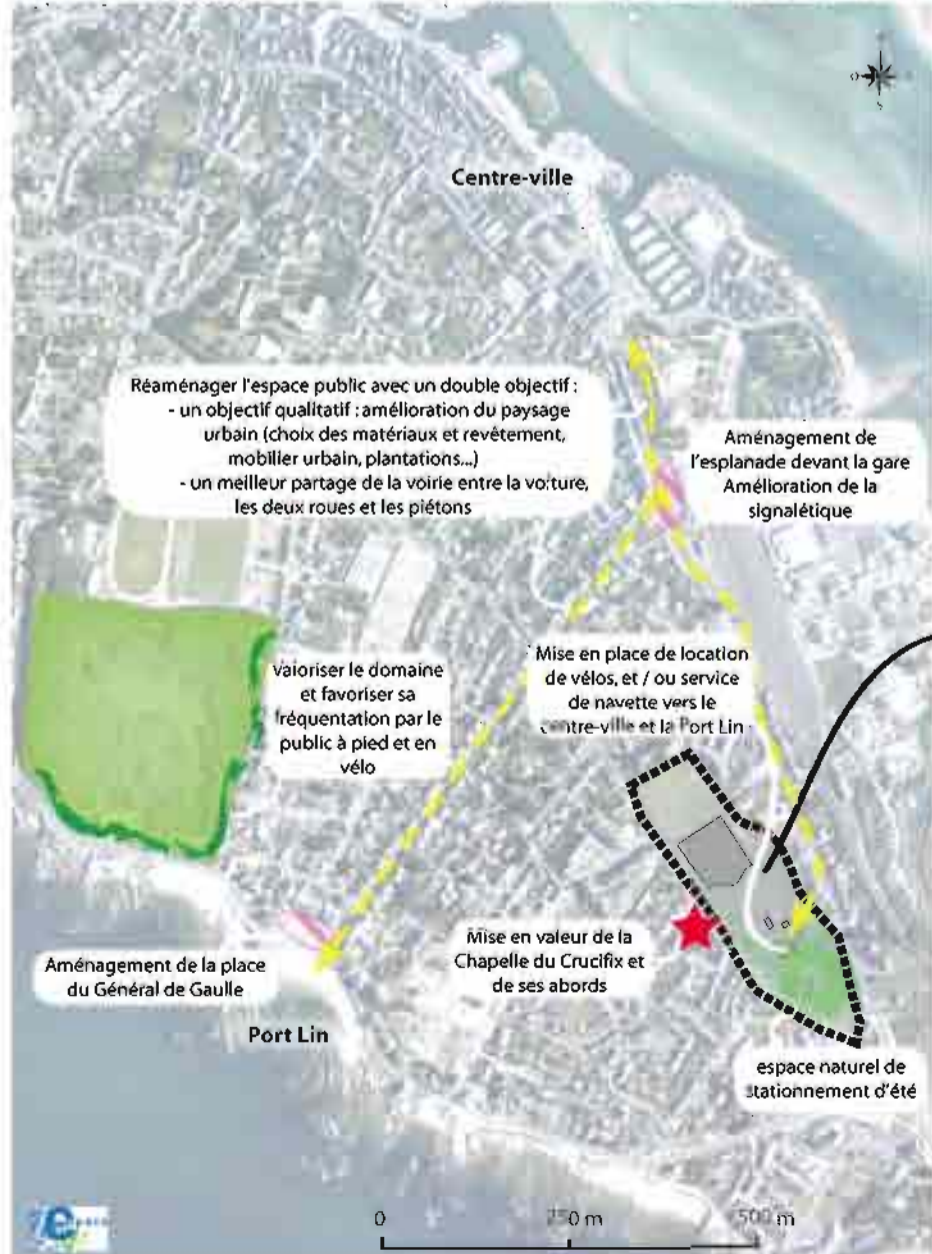 O
S
Centre-ville
Réaménager l'espace public avec un double objectif :
- un objectif qualitatif : amélioration du paysage
urbain (choix des matériaux et revêtement,
mobilier urbain, plantations...)
- un meilleur partage de la voirie entre la voiture,
les deux roues et les piétons
Aménagement de
l'esplanade devant la gare
Amélioration de la
signalétique
Valoriser le domaine
et favoriser sa
fréquentation par le
public à pied et en
vélo
Mise en place de location
de vélos, et / ou service
de navette vers le
centre-ville et la Port Lin
Mise en valeur de la
Chapelle du Crucifix et
de ses abords
Aménagement de la place
du Général de Gaulle
Port Lin
espace naturel de
stationnement d'été
0 250 m 500 m